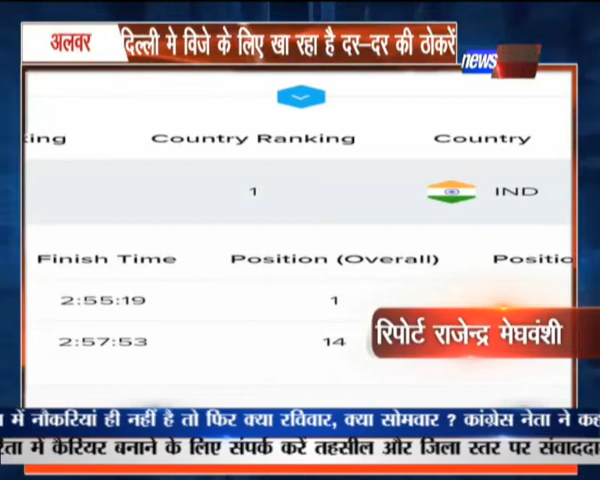 अलवर
दिल्ली मे विजे के लिए खा रहा है दर-दर की ठोकरें
news
Country Ranking
Country
1
IND
Finish Time
Position (Overall)
2:55:19
1
2:57:53
14
रिपोर्ट राजेन्द्र मेघवंशी
में नौकरियां ही नहीं है तो फिर क्या रविवार, क्या सोमवार ? कांग्रेस नेता ने
में कैरियर बनाने के लिए संपर्क करें तहसील और जिला स्तर पर